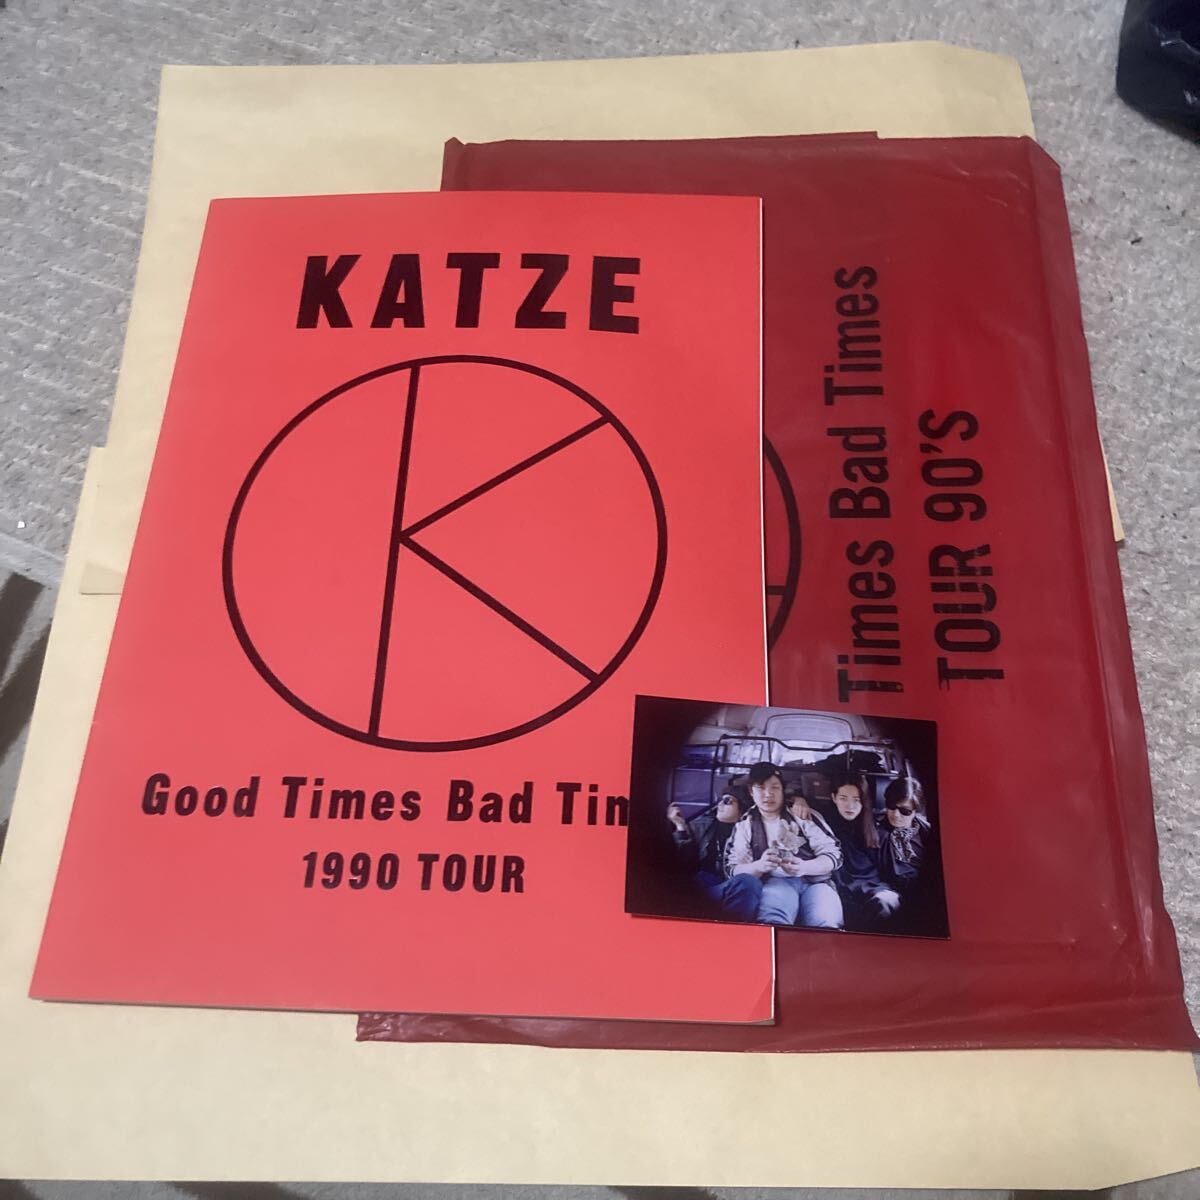 KATZE
K
Good Times Bad Tim
1990 TOUR
Times Bad Times
TOUR 90'S